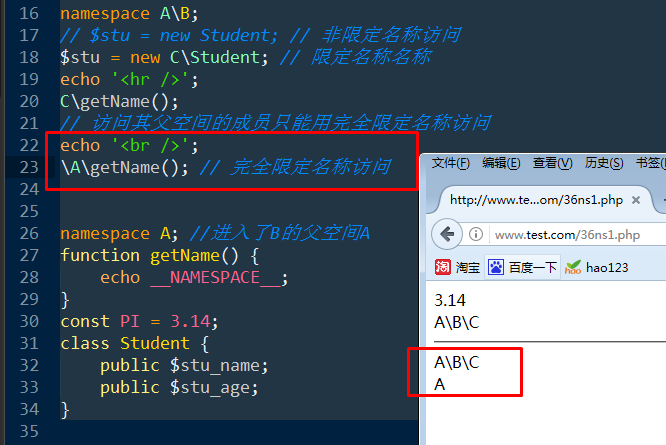 16 namespace A\B;
17 // $stu = new Student; // 非限定名称访问
18 $stu = new C\Student; // 限定名称名称
19 echo '<hr />';
20 C\getName();
21 // 访问其父空间的成员只能用完全限定名称访问
22 echo '<br />';
23 \A\getName(); // 完全限定名称访问
24
25
26 namespace A; //进入了B的父空间A
27 function getName() {
28 echo __NAMESPACE__;
29 }
30 const PI = 3.14;
31 class Student {
32 public $stu_name;
33 public $stu_age;
34 }
35
文件(F) 编辑(E) 查看(V) 历史(S) 书签(
http://www.te...om/36ns1.php ×
www.test.com/36ns1.php
淘 淘宝 百度一下 hao hao123
3.14
A\B\C
A\B\C
A